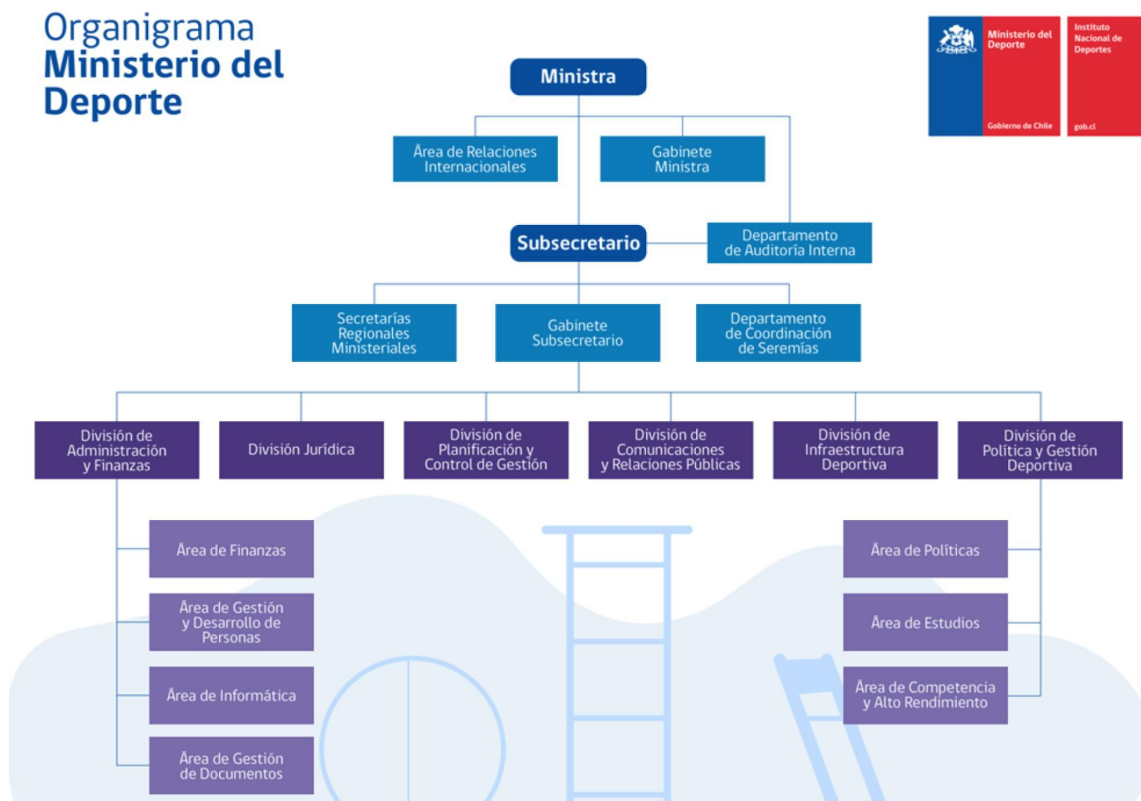 Organigrama
Ministerio del
Deporte
Ministerio del
Deporte
Gobierno de Chile
Instituto
Nacional de
Deportes
gob.cl
Ministra
Área de Relaciones
Internacionales
Gabinete
Ministra
Subsecretario
Departamento
de Auditoría Interna
Secretarías
Regionales
Ministeriales
Gabinete
Subsecretario
Departamento
de Coordinación
de Seremías
División de
Administración
y Finanzas
División Jurídica
División de
Planificación y
Control de Gestión
División de
Comunicaciones
y Relaciones Públicas
División de
Infraestructura
Deportiva
División de
Política y Gestión
Deportiva
Área de Finanzas
Área de Gestión
y Desarrollo de
Personas
Área de Informática
Área de Gestión
de Documentos
Área de Políticas
Área de Estudios
Área de Competencia
y Alto Rendimiento